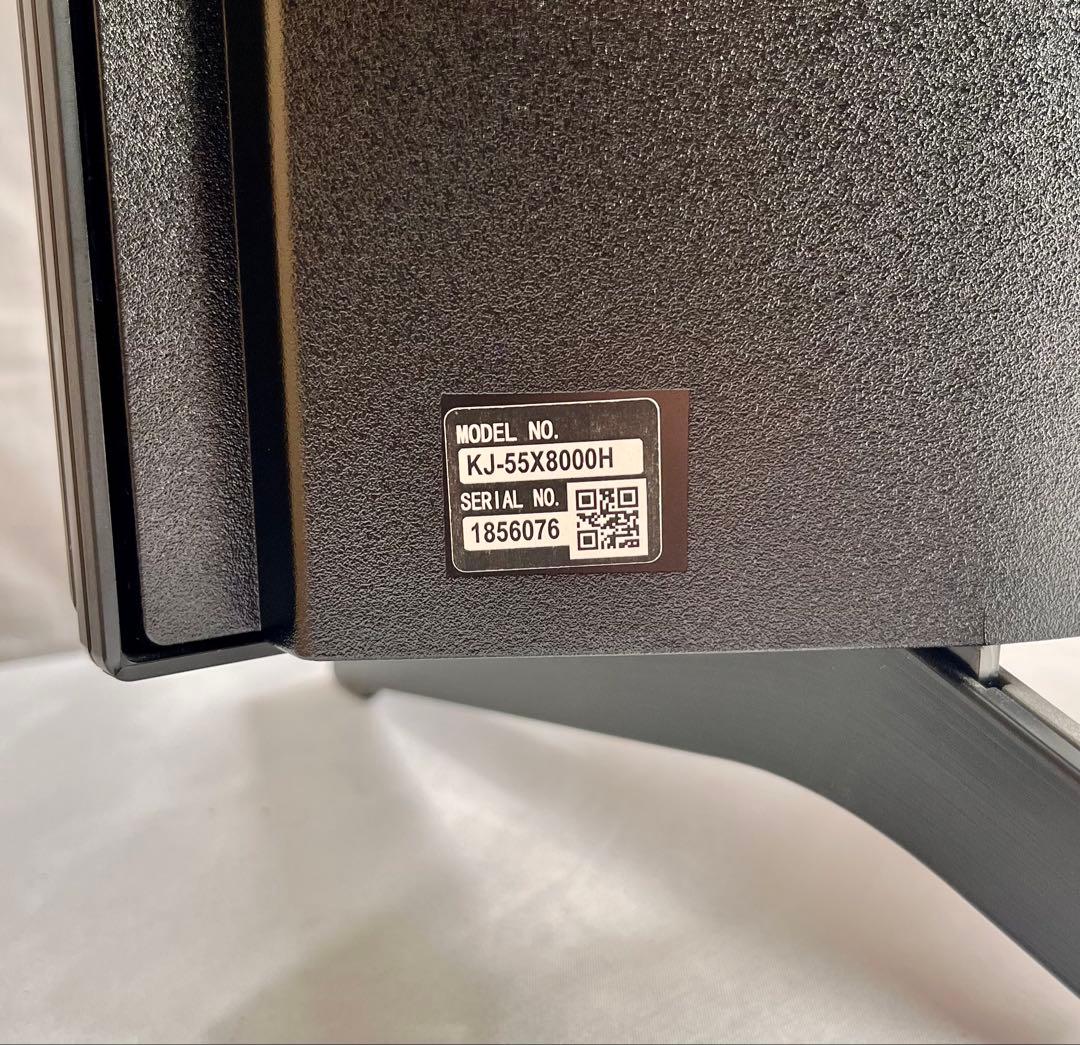 MODEL NO.
KJ-55X8000H
SERIAL NO.
1856076